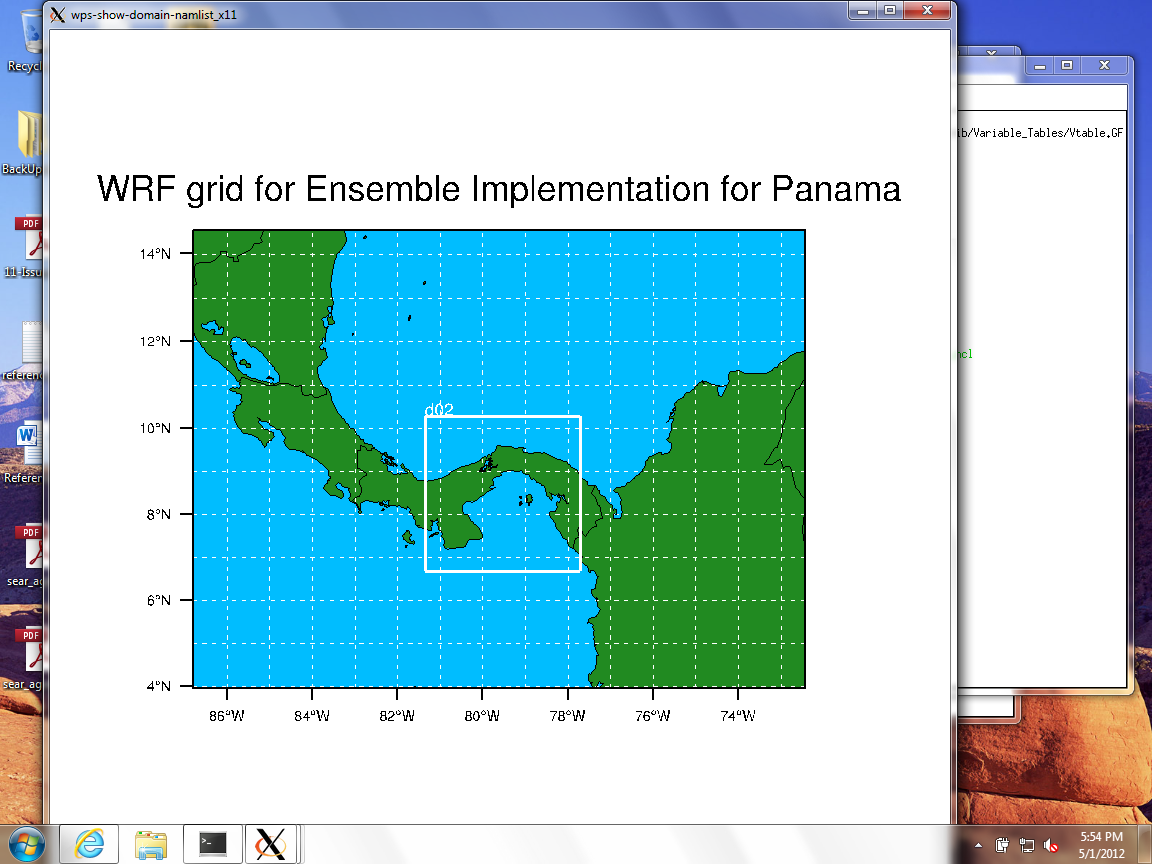 wps-show-domain-namlist_x11
Recycl
BackUp
PDF
11-Issu
referenc
W
Referer
PDF
sear_ag
PDF
sear_ag
ib/Variable_Tables/Vtable.GF
ncl
WRF grid for Ensemble Implementation for Panama
14°N
12°N
10°N
8°N
6°N
4°N
d02
86°W
84°W
82°W
80°W
78°W
76°W
74°W
5:54 PM
5/1/2012